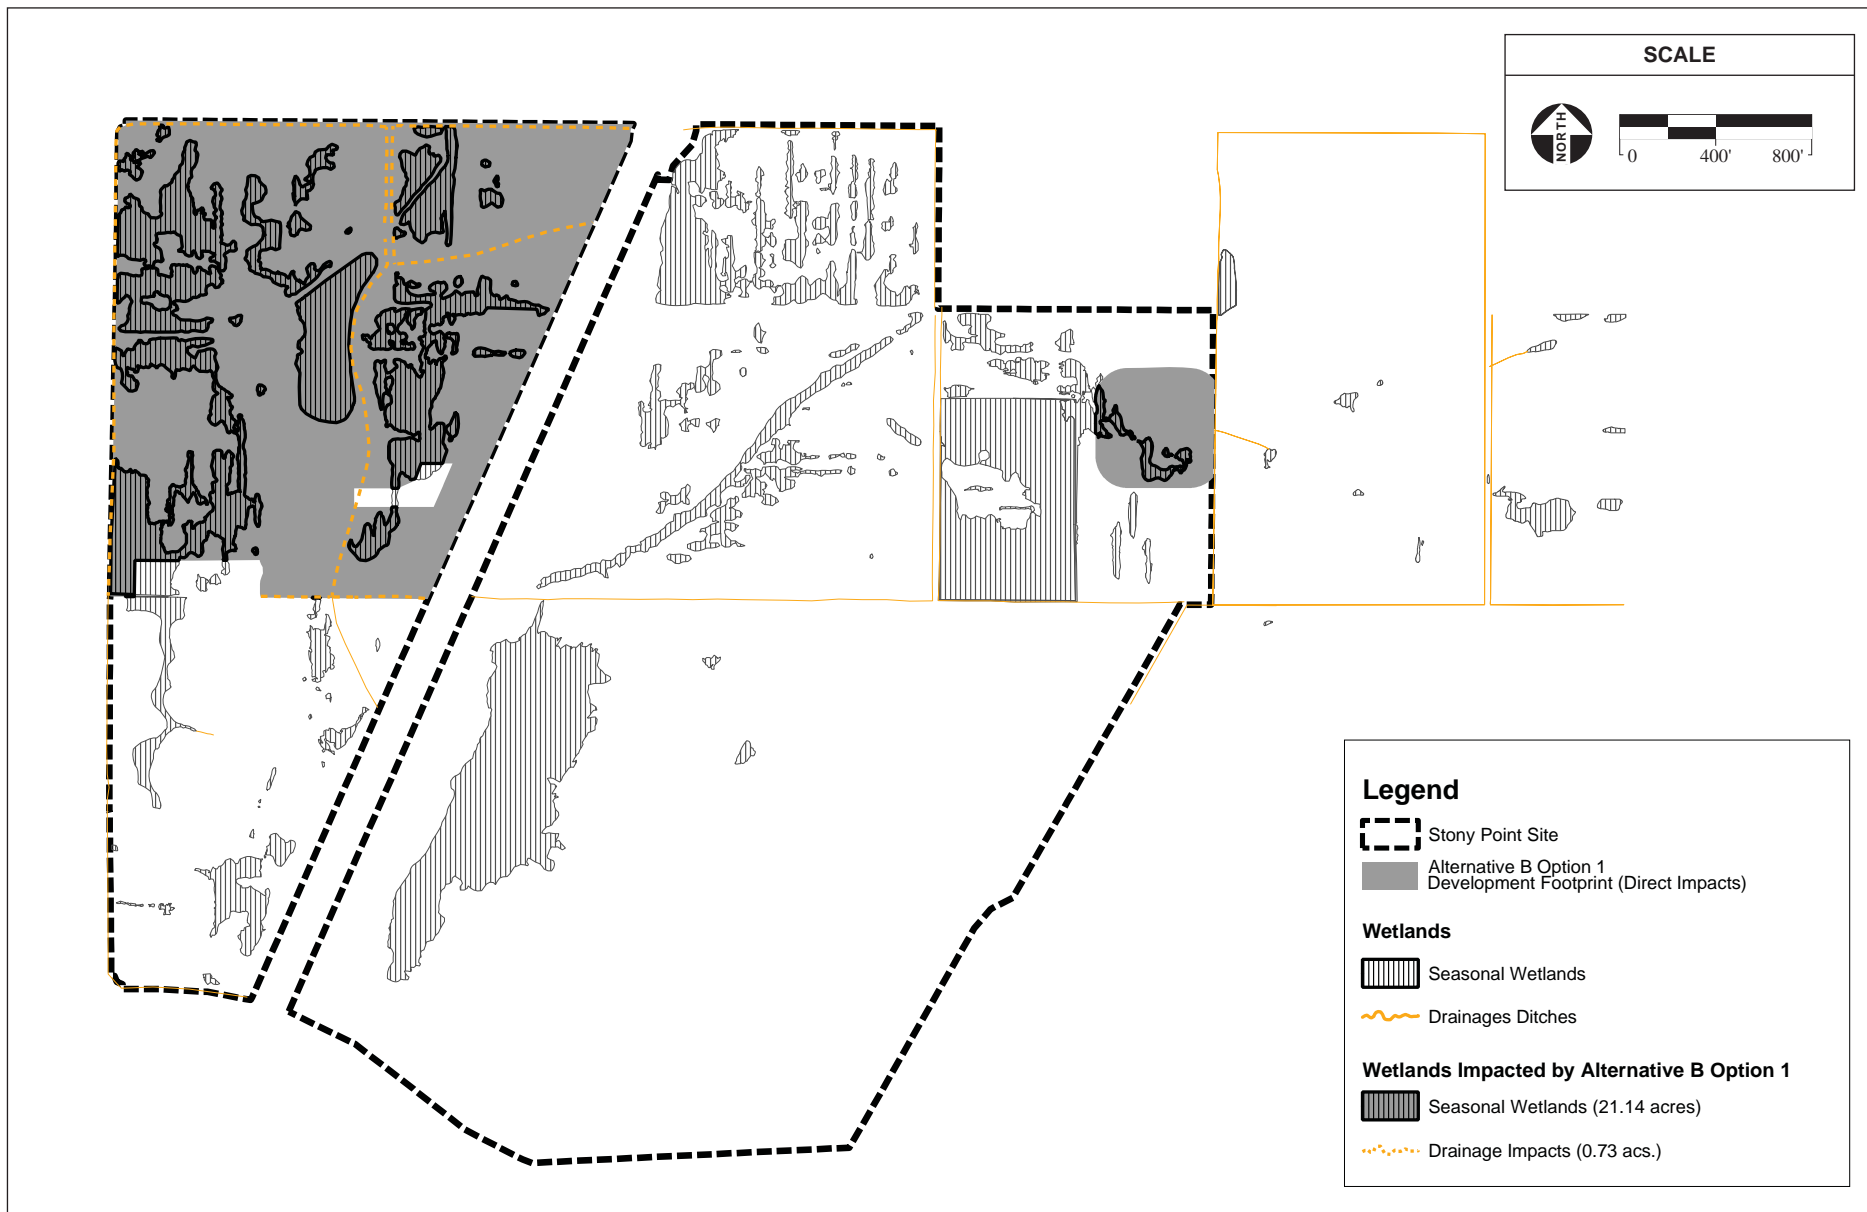 SCALE
NORTH
0 400' 800'
Legend
Stony Point Site
Alternative B Option 1
Development Footprint (Direct Impacts)
Wetlands
Seasonal Wetlands
Drainages Ditches
Wetlands Impacted by Alternative B Option 1
Seasonal Wetlands (21.14 acres)
Drainage Impacts (0.73 acs.)